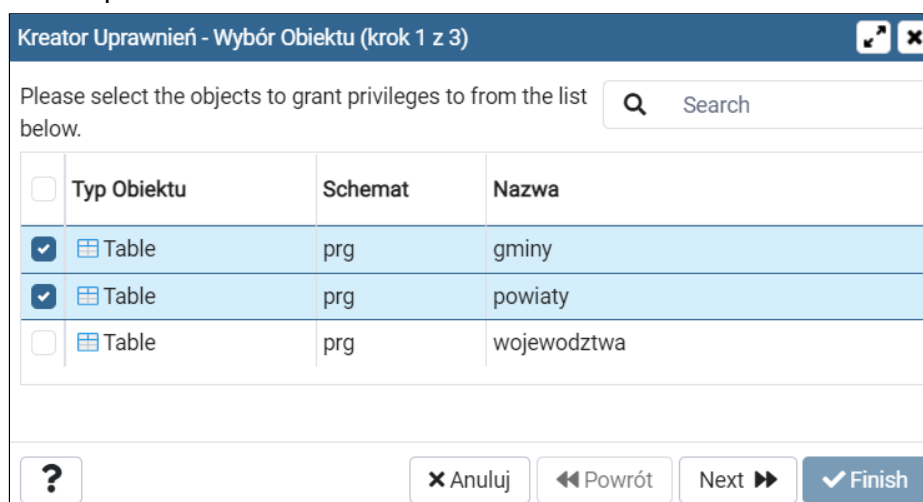 Kreator Uprawnień - Wybór Obiektu (krok 1 z 3)
Please select the objects to grant privileges to from the list
below.
Search
Typ Obiektu Schemat Nazwa
Table prg gminy
Table prg powiaty
Table prg wojewodztwa
? Anuluj Powrót Next Finish